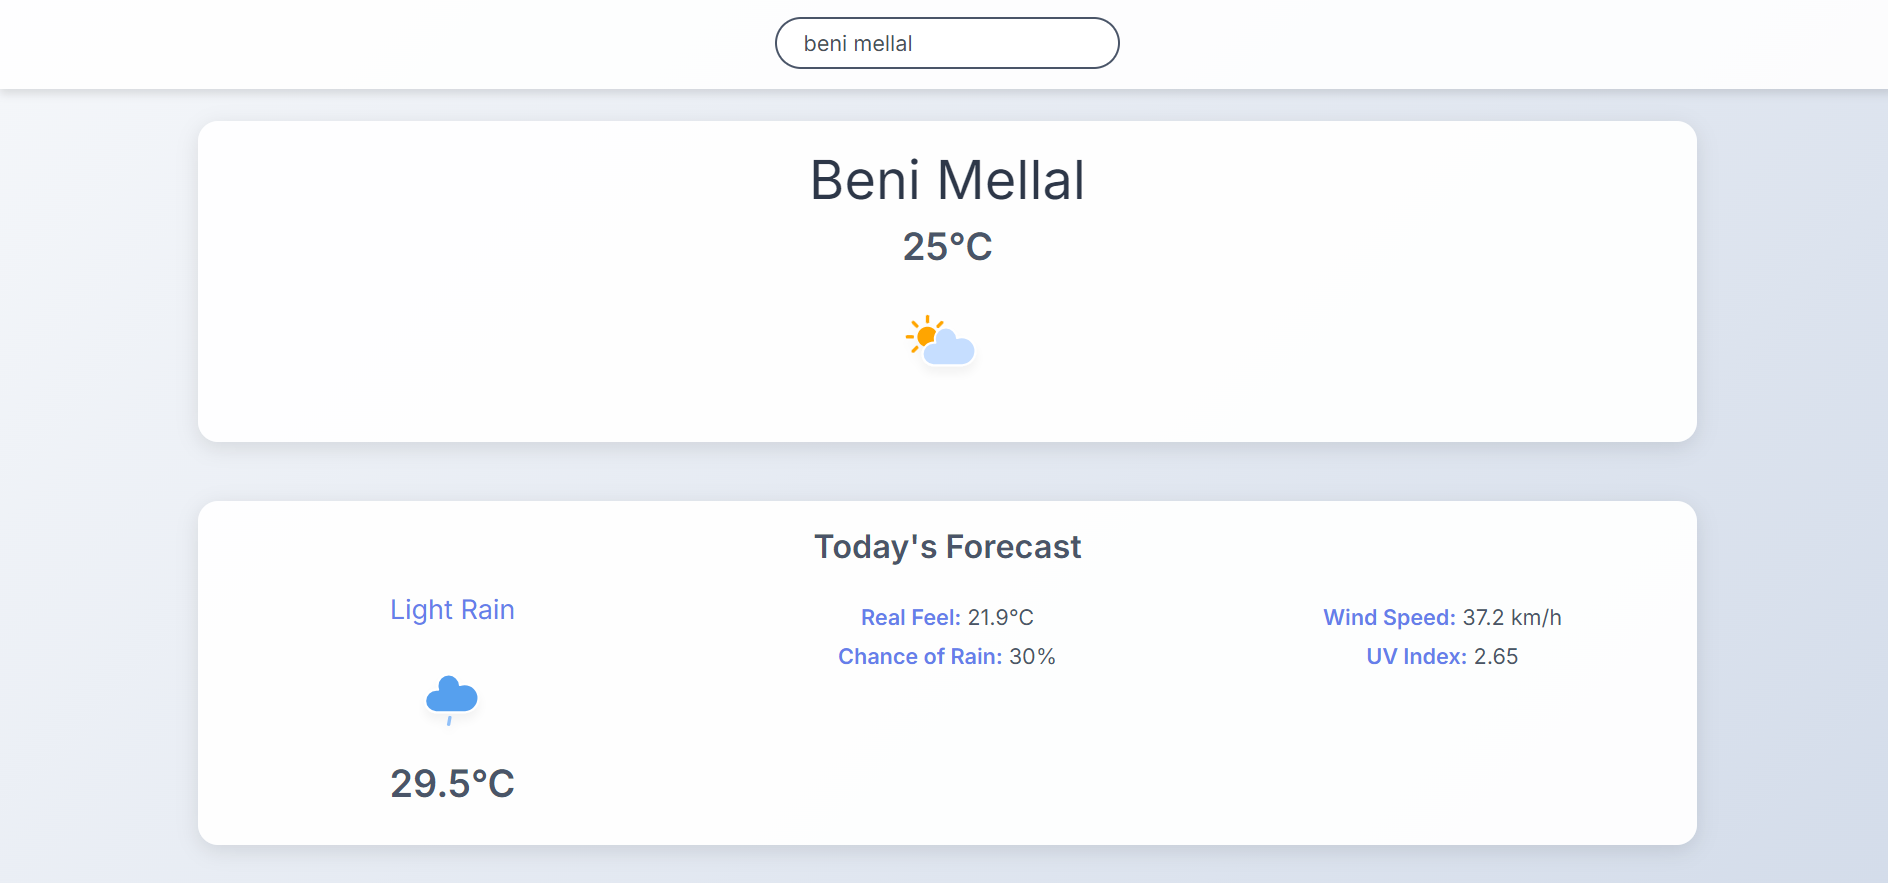 beni mellal
Beni Mellal
25°C
Today's Forecast
Light Rain
29.5°C
Real Feel: 21.9°C
Chance of Rain: 30%
Wind Speed: 37.2 km/h
UV Index: 2.65